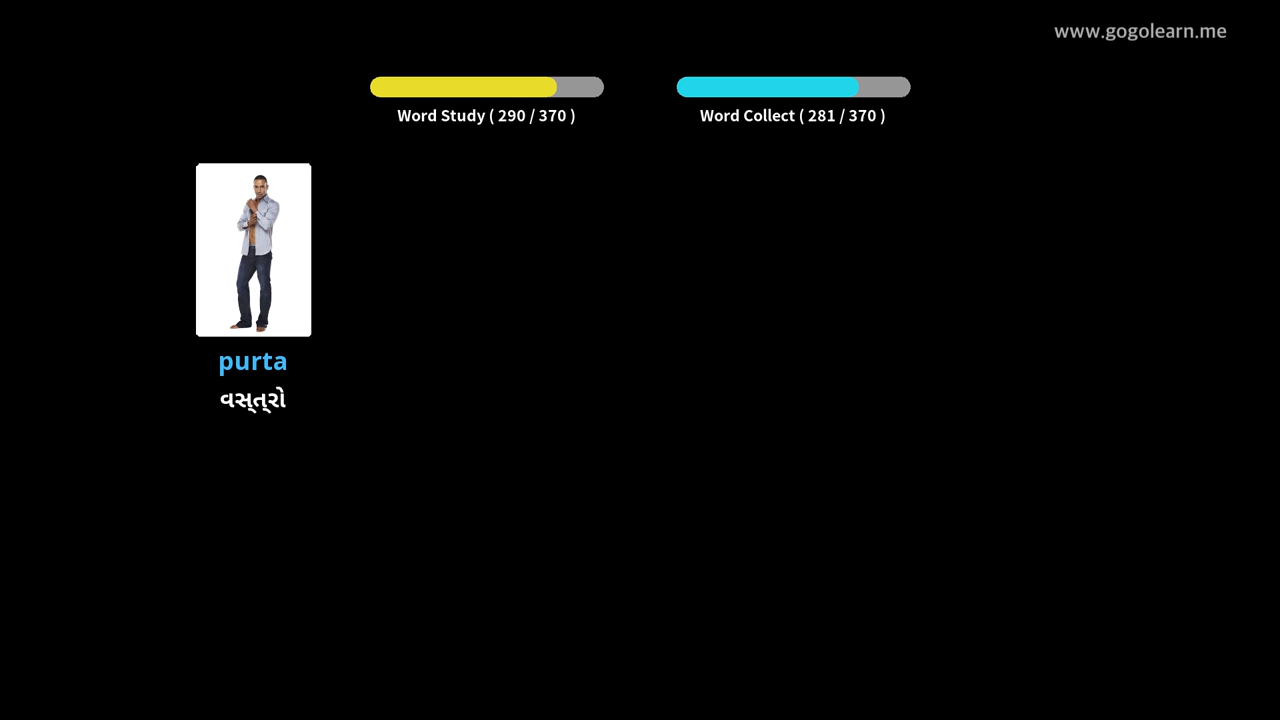 www.gogolearn.me
Word Study ( 290 / 370 )
Word Collect ( 281 / 370 )
purta
વસ્ત્રો